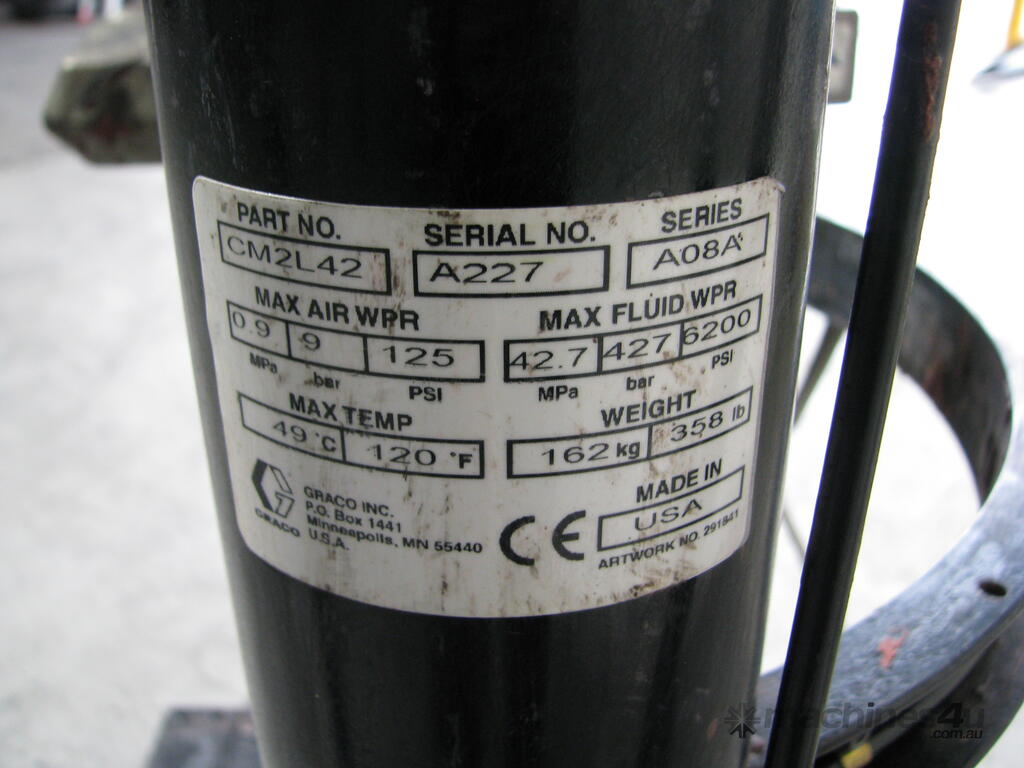 PART NO. SERIAL NO. SERIES
CM2L42 A227 A08A
MAX AIR WPR MAX FLUID WPR
0.9 9 125 42.7 427 6200
MPa bar PSI MPa bar PSI
MAX TEMP WEIGHT
49 °C 120 °F 162 kg 358 lb
GRACO
GRACO INC.
P.O. Box 1441
Minneapolis, MN 55440
U.S.A.
CE
MADE IN
USA
ARTWORK NO. 291841
machines4u
.com.au